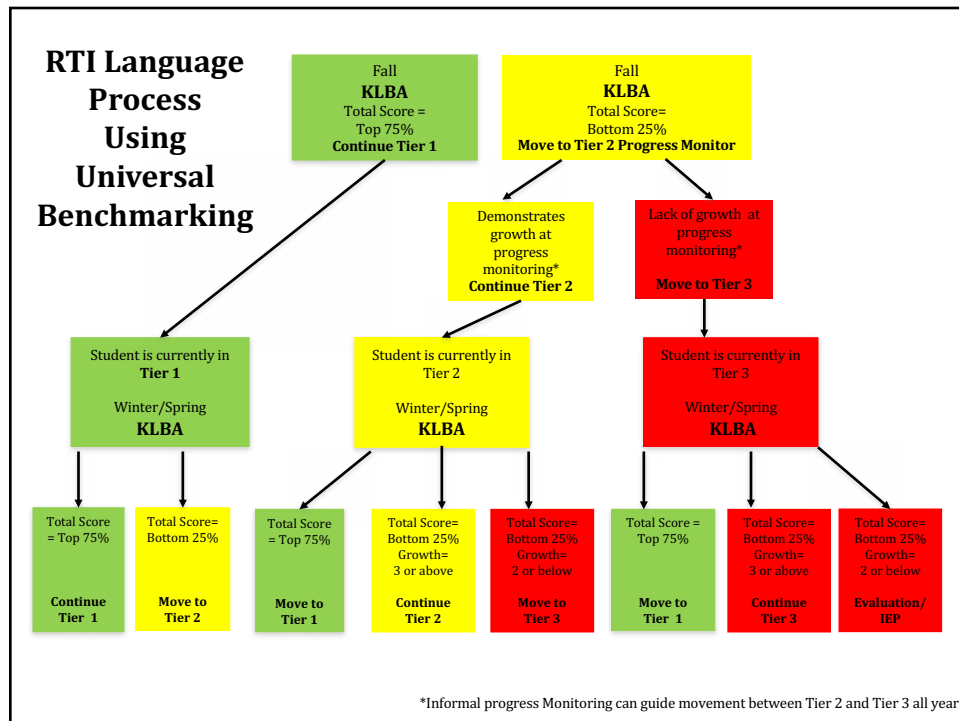 RTI Language
Process
Using
Universal
Benchmarking
Fall
KLBA
Total Score =
Top 75%
Continue Tier 1
Fall
KLBA
Total Score=
Bottom 25%
Move to Tier 2 Progress Monitor
Demonstrates
growth at
progress
monitoring*
Continue Tier 2
Lack of growth at
progress
monitoring*
Move to Tier 3
Student is currently in
Tier 1
Winter/Spring
KLBA
Student is currently in
Tier 2
Winter/Spring
KLBA
Student is currently in
Tier 3
Winter/Spring
KLBA
Total Score
= Top 75%
Continue
Tier 1
Total Score=
Bottom 25%
Move to
Tier 2
Total Score
= Top 75%
Move to
Tier 1
Total Score=
Bottom 25%
Growth=
3 or above
Continue
Tier 2
Total Score=
Bottom 25%
Growth=
2 or below
Move to
Tier 3
Total Score =
Top 75%
Move to
Tier 1
Total Score=
Bottom 25%
Growth=
3 or above
Continue
Tier 3
Total Score=
Bottom 25%
Growth=
2 or below
Evaluation/
IEP
*Informal progress Monitoring can guide movement between Tier 2 and Tier 3 all year